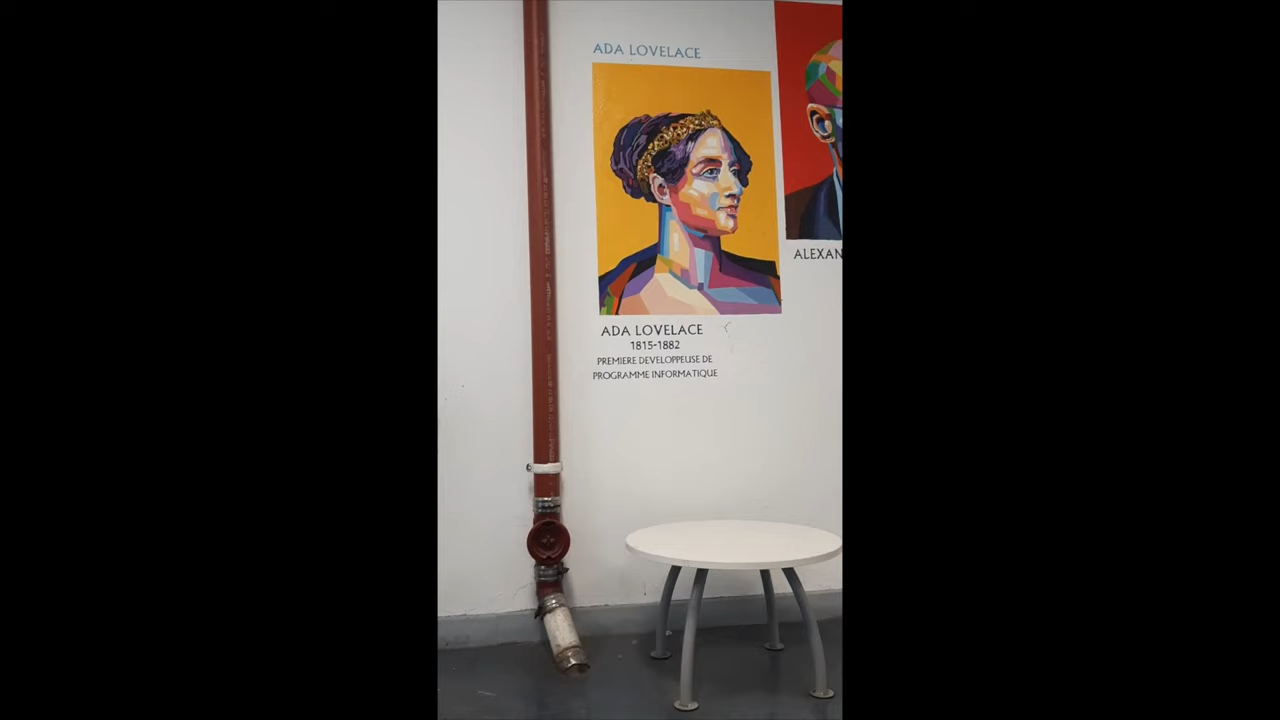 ADA LOVELACE
ADA LOVELACE
1815-1882
PREMIERE DEVELOPPEUSE DE
PROGRAMME INFORMATIQUE
ALEXAN